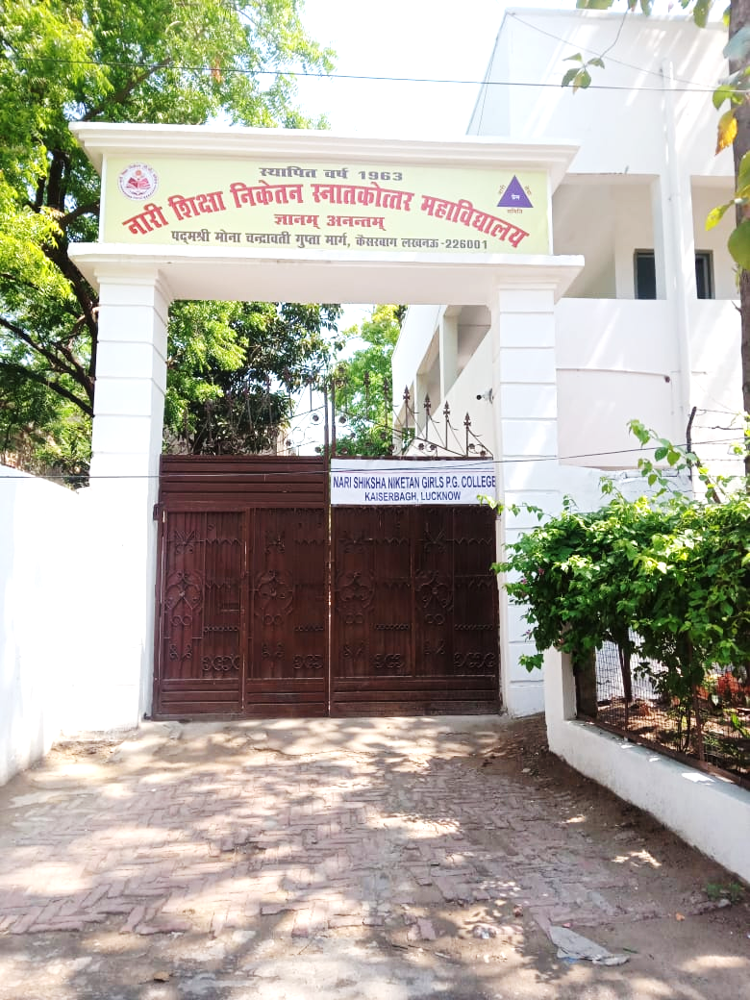 स्थापित वर्ष 1963
नारी शिक्षा निकेतन स्नातकोत्तर महाविद्यालय
ज्ञानम् अनन्तम्
पद्मश्री मोना चन्द्रावती गुप्ता मार्ग, कैसरबाग लखनऊ-226001
प्रेम
समिति
NARI SHIKSHA NIKETAN GIRLS P.G. COLLEGE
KAISERBAGH, LUCKNOW